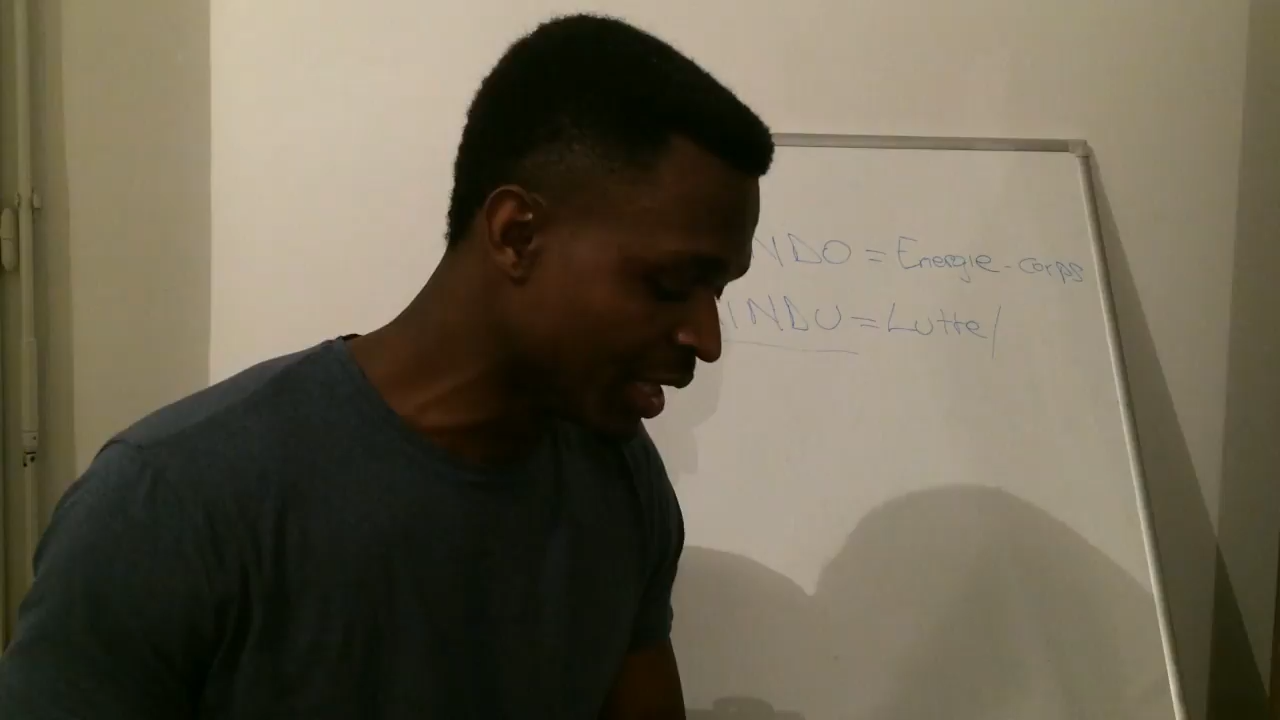 NDO = Energie-corps
INDU = Lutte/